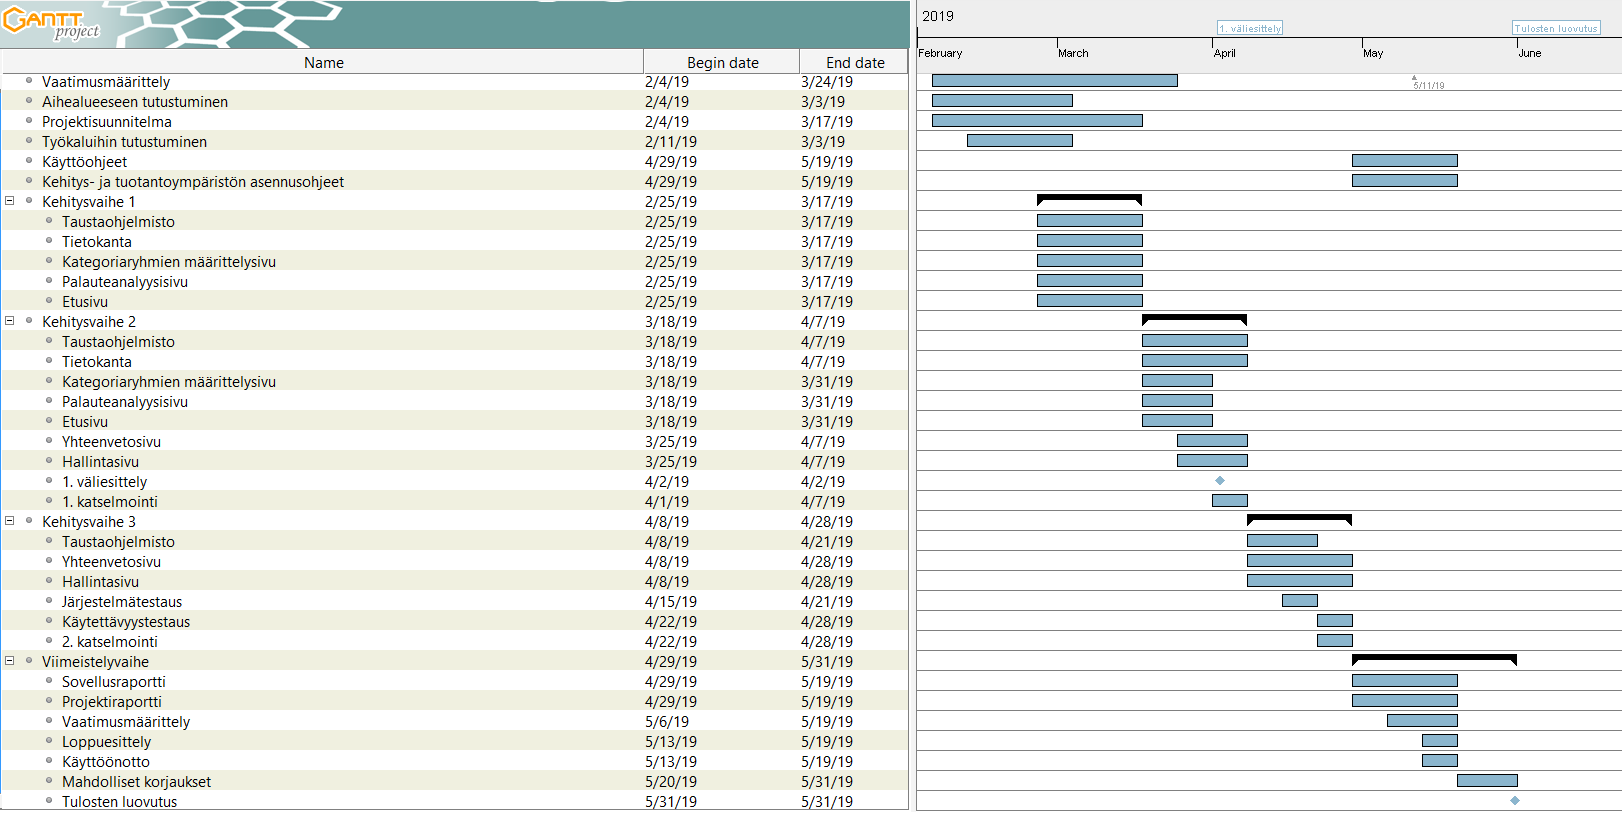 GANTT
project
2019
1. väliesittely
Tulosten luovutus
February March April May June
Name Begin date End date
Vaatimusmäärittely 2/4/19 3/24/19
5/11/19
Aihealueeseen tutustuminen 2/4/19 3/3/19
Projektisuunnitelma 2/4/19 3/17/19
Työkaluihin tutustuminen 2/11/19 3/3/19
Käyttöohjeet 4/29/19 5/19/19
Kehitys- ja tuotantoympäristön asennusohjeet 4/29/19 5/19/19
Kehitysvaihe 1 2/25/19 3/17/19
Taustaohjelmisto 2/25/19 3/17/19
Tietokanta 2/25/19 3/17/19
Kategoriaryhmien määrittelysivu 2/25/19 3/17/19
Palauteanalyysisivu 2/25/19 3/17/19
Etusivu 2/25/19 3/17/19
Kehitysvaihe 2 3/18/19 4/7/19
Taustaohjelmisto 3/18/19 4/7/19
Tietokanta 3/18/19 4/7/19
Kategoriaryhmien määrittelysivu 3/18/19 3/31/19
Palauteanalyysisivu 3/18/19 3/31/19
Etusivu 3/18/19 3/31/19
Yhteenvetosivu 3/25/19 4/7/19
Hallintasivu 3/25/19 4/7/19
1. väliesittely 4/2/19 4/2/19
1. katselmointi 4/1/19 4/7/19
Kehitysvaihe 3 4/8/19 4/28/19
Taustaohjelmisto 4/8/19 4/21/19
Yhteenvetosivu 4/8/19 4/28/19
Hallintasivu 4/8/19 4/28/19
Järjestelmätestaus 4/15/19 4/21/19
Käytettävyystestaus 4/22/19 4/28/19
2. katselmointi 4/22/19 4/28/19
Viimeistelyvaihe 4/29/19 5/31/19
Sovellusraportti 4/29/19 5/19/19
Projektiraportti 4/29/19 5/19/19
Vaatimusmäärittely 5/6/19 5/19/19
Loppuesittely 5/13/19 5/19/19
Käyttöönotto 5/13/19 5/19/19
Mahdolliset korjaukset 5/20/19 5/31/19
Tulosten luovutus 5/31/19 5/31/19